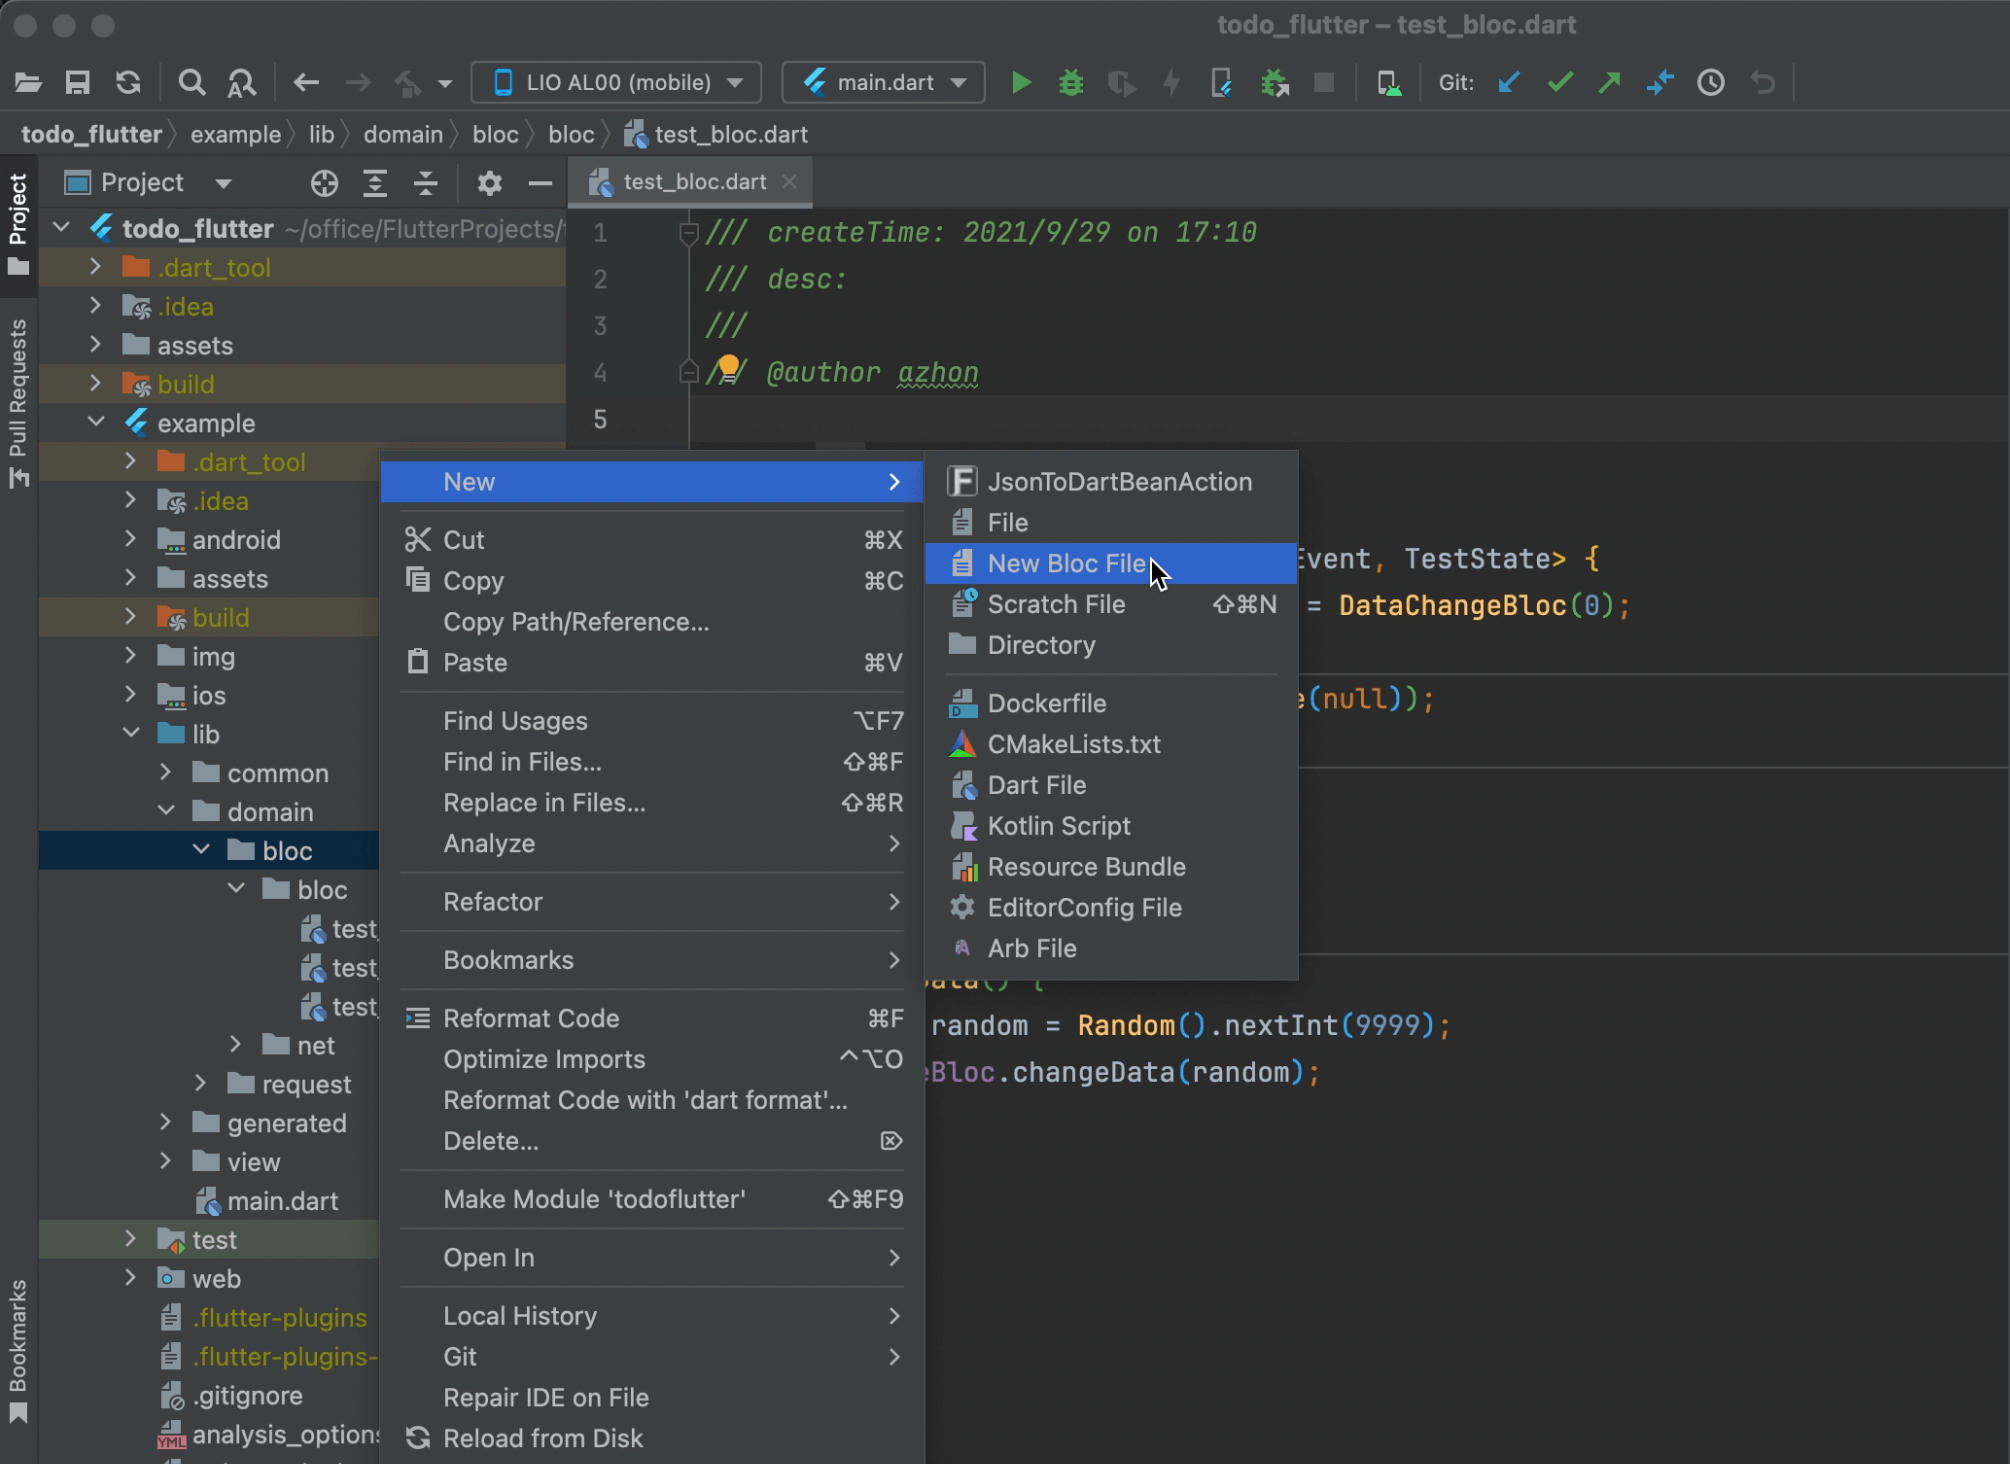 todo_flutter – test_bloc.dart
LIO AL00 (mobile)
main.dart
Git:
todo_flutter example lib domain bloc bloc test_bloc.dart
Project
Pull Requests
Bookmarks
Project
test_bloc.dart
todo_flutter ~/office/FlutterProjects/
.dart_tool
.idea
assets
build
example
.dart_tool
.idea
android
assets
build
img
ios
lib
common
domain
bloc
bloc
test_
test_
test_
net
request
generated
view
main.dart
test
web
.flutter-plugins
.flutter-plugins-
.gitignore
analysis_options
1 /// createTime: 2021/9/29 on 17:10
2 /// desc:
3 ///
4 /// @author azhon
5
Event, TestState> {
= DataChangeBloc(0);
e(null));
ata() {
random = Random().nextInt(9999);
eBloc.changeData(random);
New
Cut ⌘X
Copy ⌘C
Copy Path/Reference...
Paste ⌘V
Find Usages ⌥F7
Find in Files... ⇧⌘F
Replace in Files... ⇧⌘R
Analyze
Refactor
Bookmarks
Reformat Code ⌘F
Optimize Imports ^⌥O
Reformat Code with 'dart format'...
Delete... ⌦
Make Module 'todoflutter' ⇧⌘F9
Open In
Local History
Git
Repair IDE on File
Reload from Disk
JsonToDartBeanAction
File
New Bloc File
Scratch File ⇧⌘N
Directory
Dockerfile
CMakeLists.txt
Dart File
Kotlin Script
Resource Bundle
EditorConfig File
Arb File